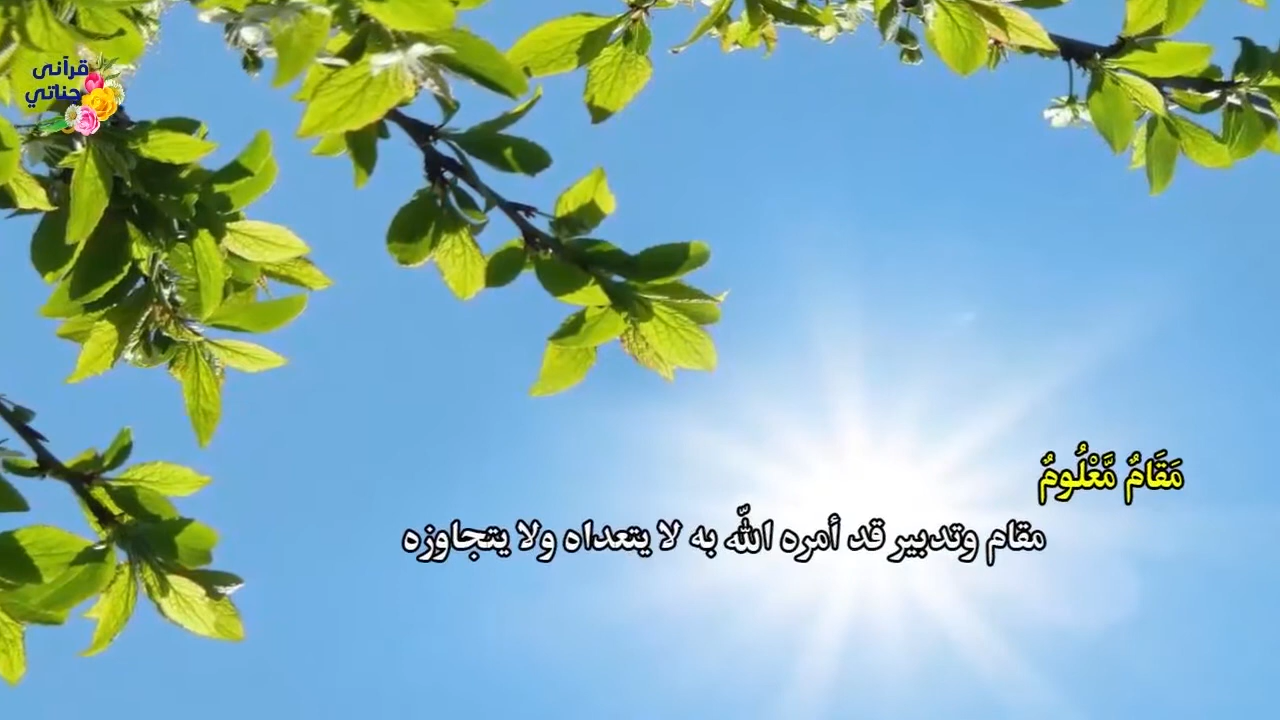 قرآنى
جناتي
مَقَامٌ مَّعْلُومٌ
مقام وتدبير قد أمره الله به لا يتعداه ولا يتجاوزه